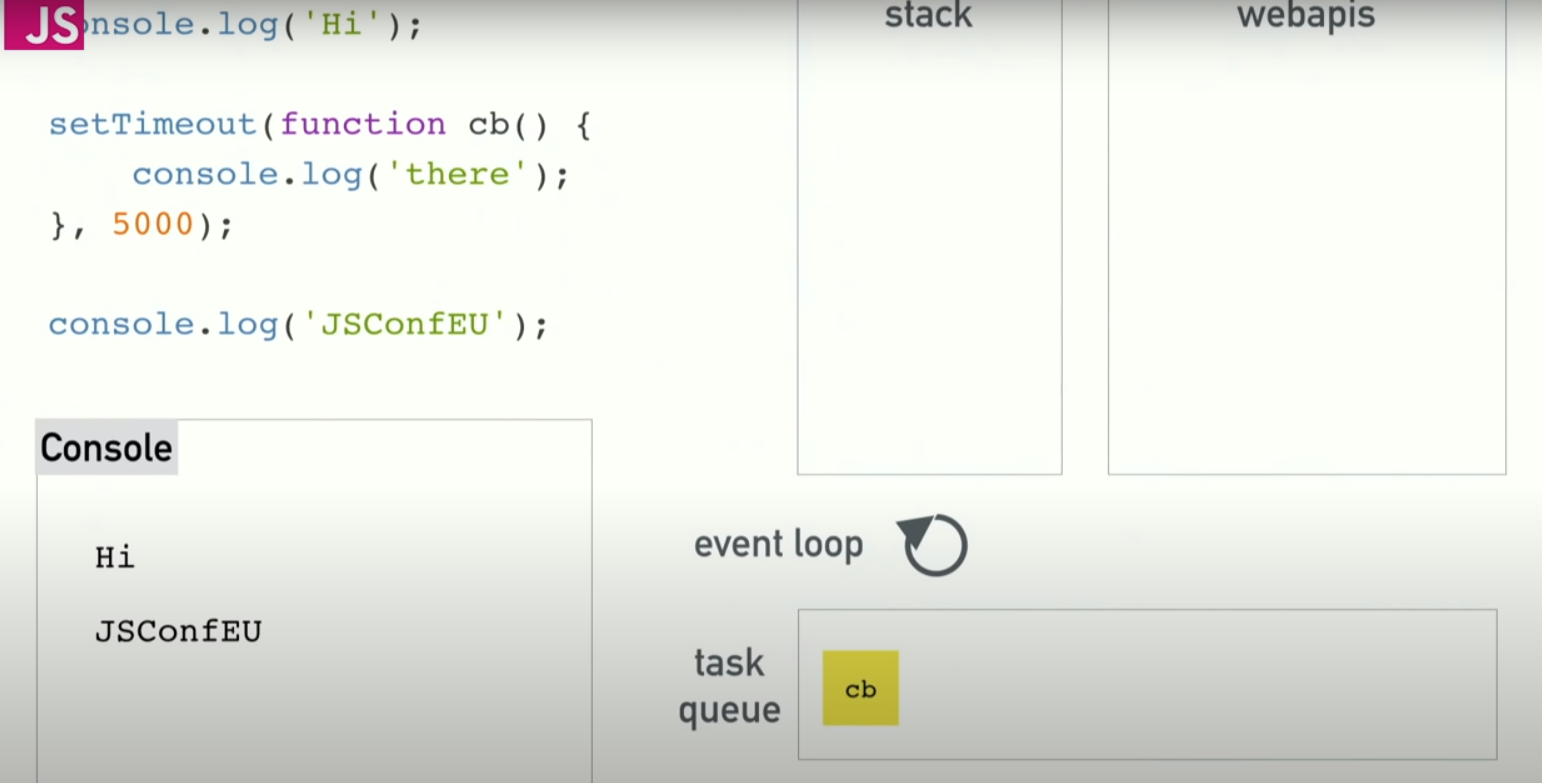 JS
onsole.log('Hi');
setTimeout(function cb() {
    console.log('there');
}, 5000);
console.log('JSConfEU');
Console
Hi
JSConfEU
stack
webapis
event loop
task
queue
cb